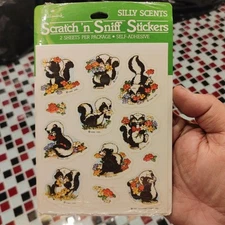 SILLY SCENTS
Scratch 'n Sniff Stickers
2 SHEETS PER PACKAGE • SELF-ADHESIVE